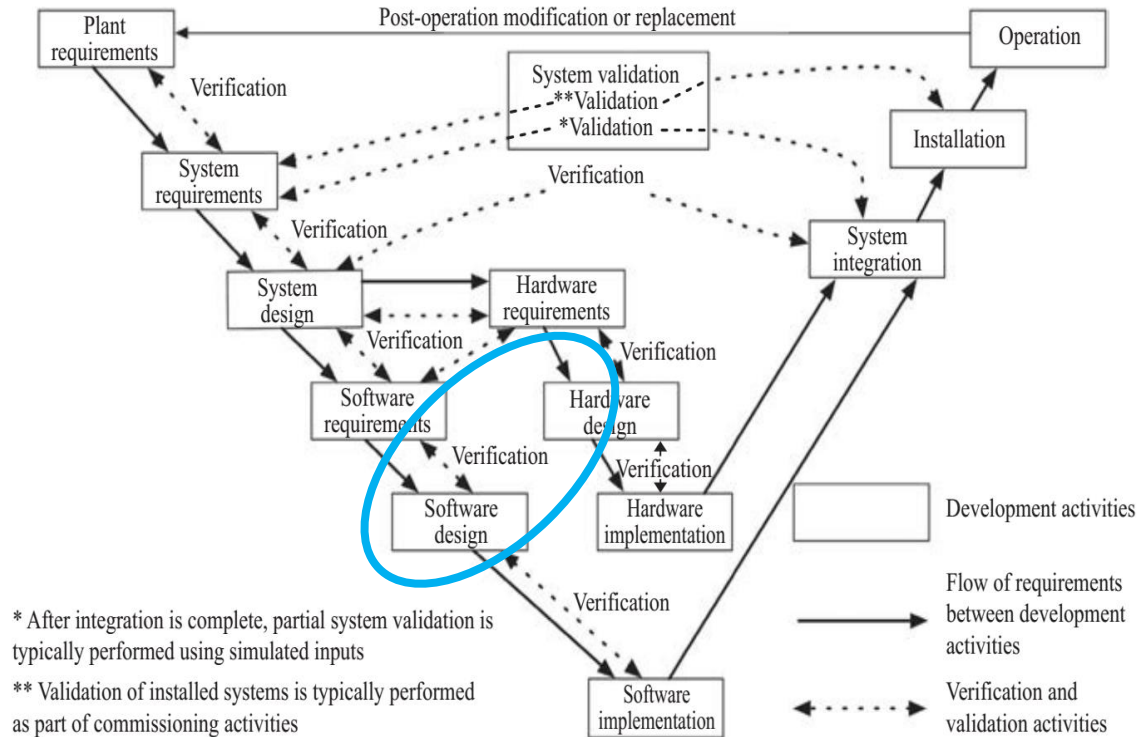 Post-operation modification or replacement
Plant
requirements
Operation
Verification
System validation
**Validation
*Validation
Installation
System
requirements
Verification
Verification
System
integration
System
design
Hardware
requirements
Verification
Verification
Software
requirements
Hardware
design
Verification
Verification
Software
design
Hardware
implementation
Development activities
Verification
Flow of requirements
between development
activities
* After integration is complete, partial system validation is
typically performed using simulated inputs
** Validation of installed systems is typically performed
as part of commissioning activities
Software
implementation
Verification and
validation activities